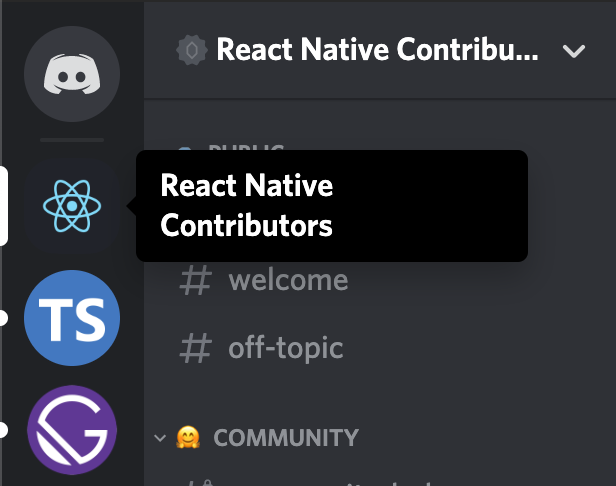 React Native Contribu...
React Native
Contributors
welcome
off-topic
TS
COMMUNITY